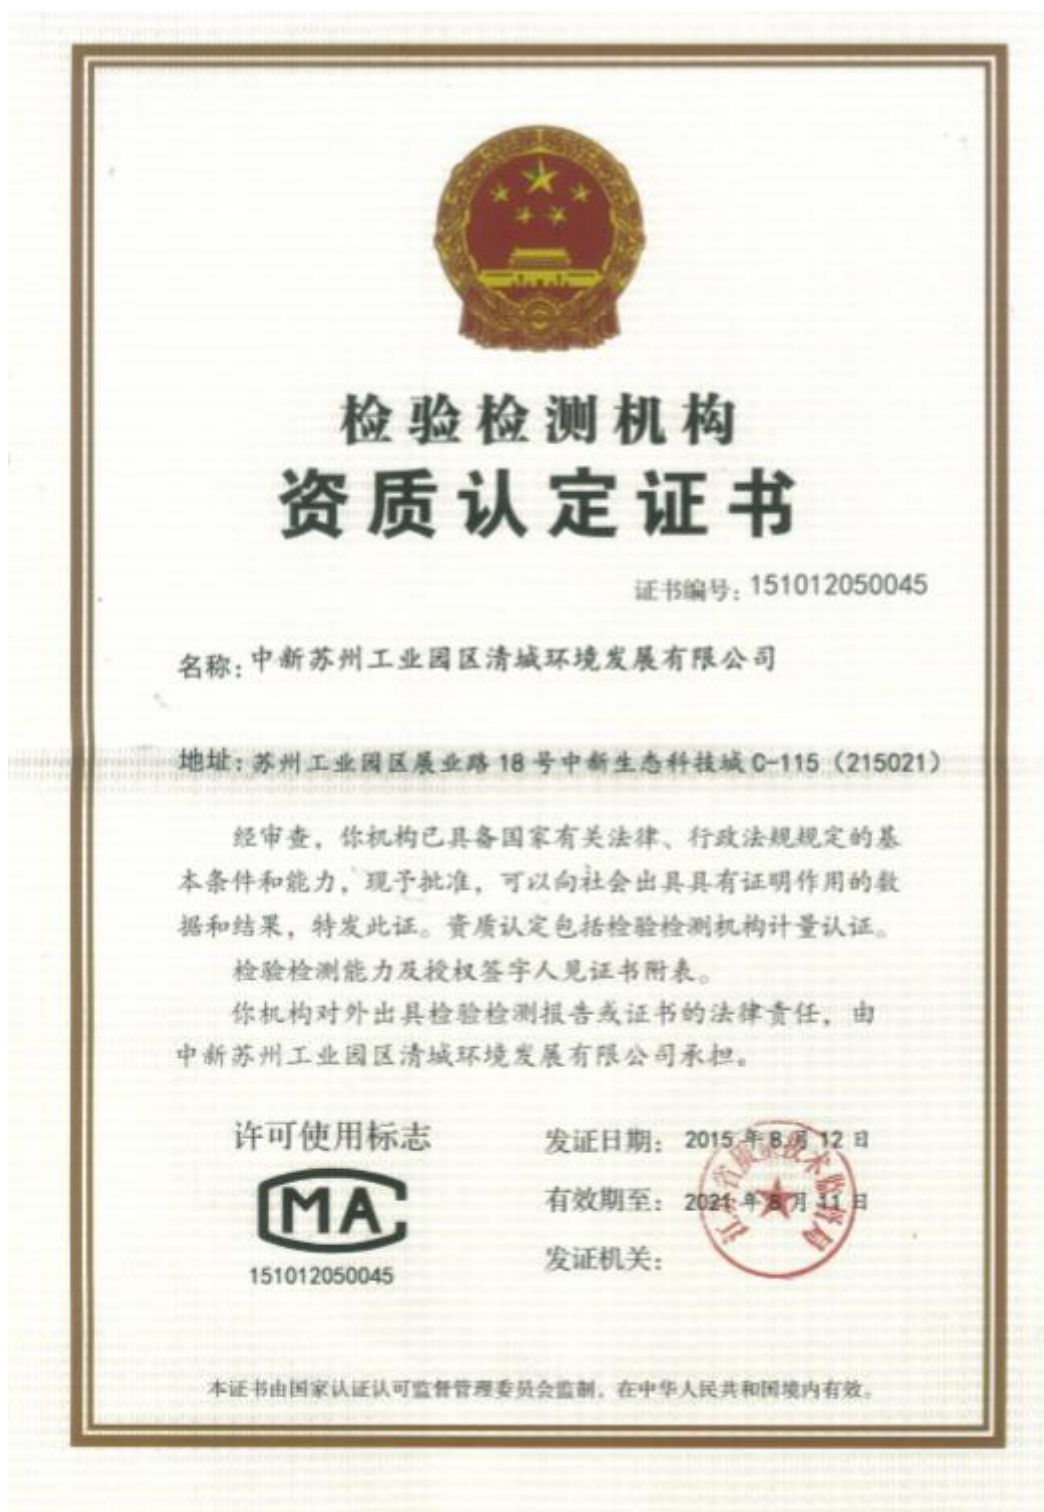 检验检测机构
资质认定证书
证书编号：151012050045
名称：中新苏州工业园区清城环境发展有限公司
地址：苏州工业园区展业路18号中新生态科技城C-115（215021）
经审查，你机构已具备国家有关法律、行政法规规定的基
本条件和能力，现予批准，可以向社会出具具有证明作用的数
据和结果，特发此证。资质认定包括检验检测机构计量认证。
检验检测能力及授权签字人见证书附表。
你机构对外出具检验检测报告或证书的法律责任，由
中新苏州工业园区清城环境发展有限公司承担。
许可使用标志
MA
151012050045
发证日期：2015年8月12日
有效期至：2021年8月11日
发证机关：
江苏省质量技术监督局
本证书由国家认证认可监督管理委员会监制，在中华人民共和国境内有效。